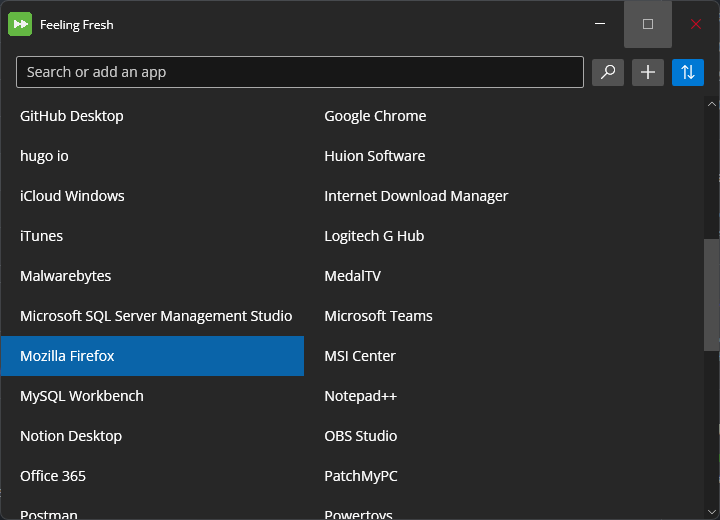 Feeling Fresh
Search or add an app
GitHub Desktop Google Chrome
hugo io Huion Software
iCloud Windows Internet Download Manager
iTunes Logitech G Hub
Malwarebytes MedalTV
Microsoft SQL Server Management Studio Microsoft Teams
Mozilla Firefox MSI Center
MySQL Workbench Notepad++
Notion Desktop OBS Studio
Office 365 PatchMyPC
Postman Powertoys